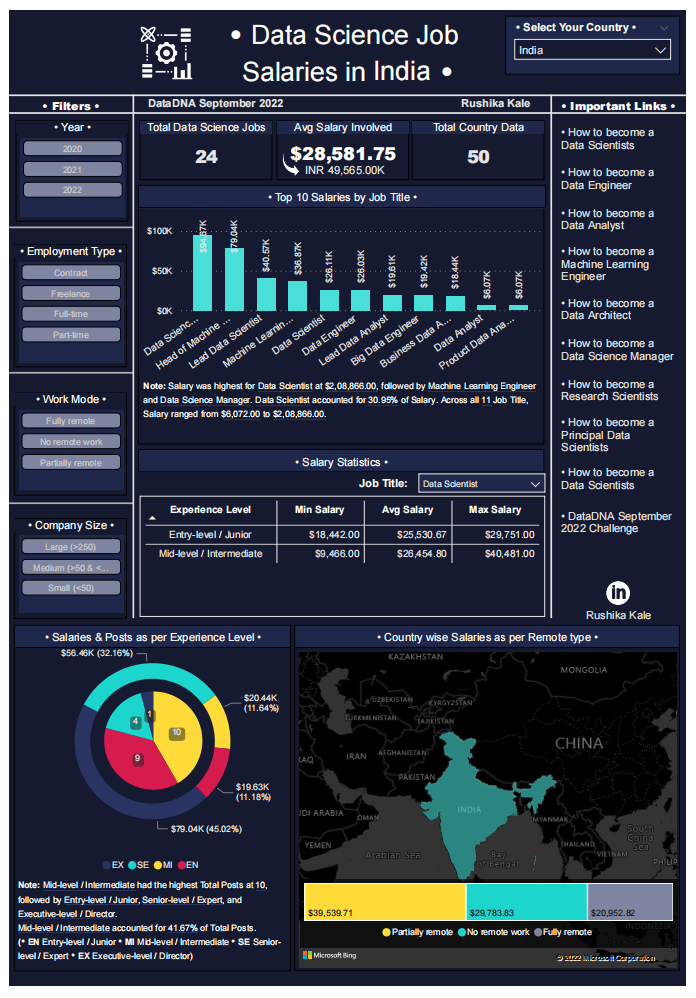 • Data Science Job
Salaries in India •
• Select Your Country •
India
• Filters •
DataDNA September 2022
Rushika Kale
• Important Links •
• Year •
2020
2021
2022
• Employment Type •
Contract
Freelance
Full-time
Part-time
• Work Mode •
Fully remote
No remote work
Partially remote
• Company Size •
Large (>250)
Medium (>50 & <...
Small (<50)
Total Data Science Jobs
24
Avg Salary Involved
$28,581.75
INR 49,565.00K
Total Country Data
50
• Top 10 Salaries by Job Title •
$100K
$50K
$0K
$94.67K
$79.04K
$40.57K
$36.87K
$26.11K
$26.03K
$19.61K
$19.42K
$18.44K
$6.07K
$6.07K
Data Scienc...
Head of Machine ...
Lead Data Scientist
Machine Learnin...
Data Scientist
Data Engineer
Lead Data Analyst
Big Data Engineer
Business Data A...
Data Analyst
Product Data Ana...
Note: Salary was highest for Data Scientist at $2,08,866.00, followed by Machine Learning Engineer
and Data Science Manager. Data Scientist accounted for 30.95% of Salary. Across all 11 Job Title,
Salary ranged from $6,072.00 to $2,08,866.00.
• Salary Statistics •
Job Title:
Data Scientist
Experience Level Min Salary Avg Salary Max Salary
Entry-level / Junior $18,442.00 $25,530.67 $29,751.00
Mid-level / Intermediate $9,466.00 $26,454.80 $40,481.00
• How to become a
Data Scientists
• How to become a
Data Engineer
• How to become a
Data Analyst
• How to become a
Machine Learning
Engineer
• How to become a
Data Architect
• How to become a
Data Science Manager
• How to become a
Research Scientists
• How to become a
Principal Data
Scientists
• How to become a
Data Scientists
• DataDNA September
2022 Challenge
in
Rushika Kale
• Salaries & Posts as per Experience Level •
$56.46K (32.16%)
$20.44K
(11.64%)
$19.63K
(11.18%)
$79.04K (45.02%)
1
4
10
9
EX SE MI EN
Note: Mid-level / Intermediate had the highest Total Posts at 10,
followed by Entry-level / Junior, Senior-level / Expert, and
Executive-level / Director.
Mid-level / Intermediate accounted for 41.67% of Total Posts.
(• EN Entry-level / Junior • MI Mid-level / Intermediate • SE Senior-
level / Expert • EX Executive-level / Director)
• Country wise Salaries as per Remote type •
KAZAKHSTAN
MONGOLIA
UZBEKISTAN
KYRGYZSTAN
TURKMENISTAN
TAJIKISTAN
CHINA
IRAN
AFGHANISTAN
PAKISTAN
INDIA
OMAN
MYANMAR
YEMEN
Arabian Sea
Bay
of Bengal
THAILAND
VIETNAM
South
China
Sea
$39,539.71
$29,783.83
$20,952.82
Partially remote No remote work Fully remote
Microsoft Bing
© 2022 Microsoft Corporation